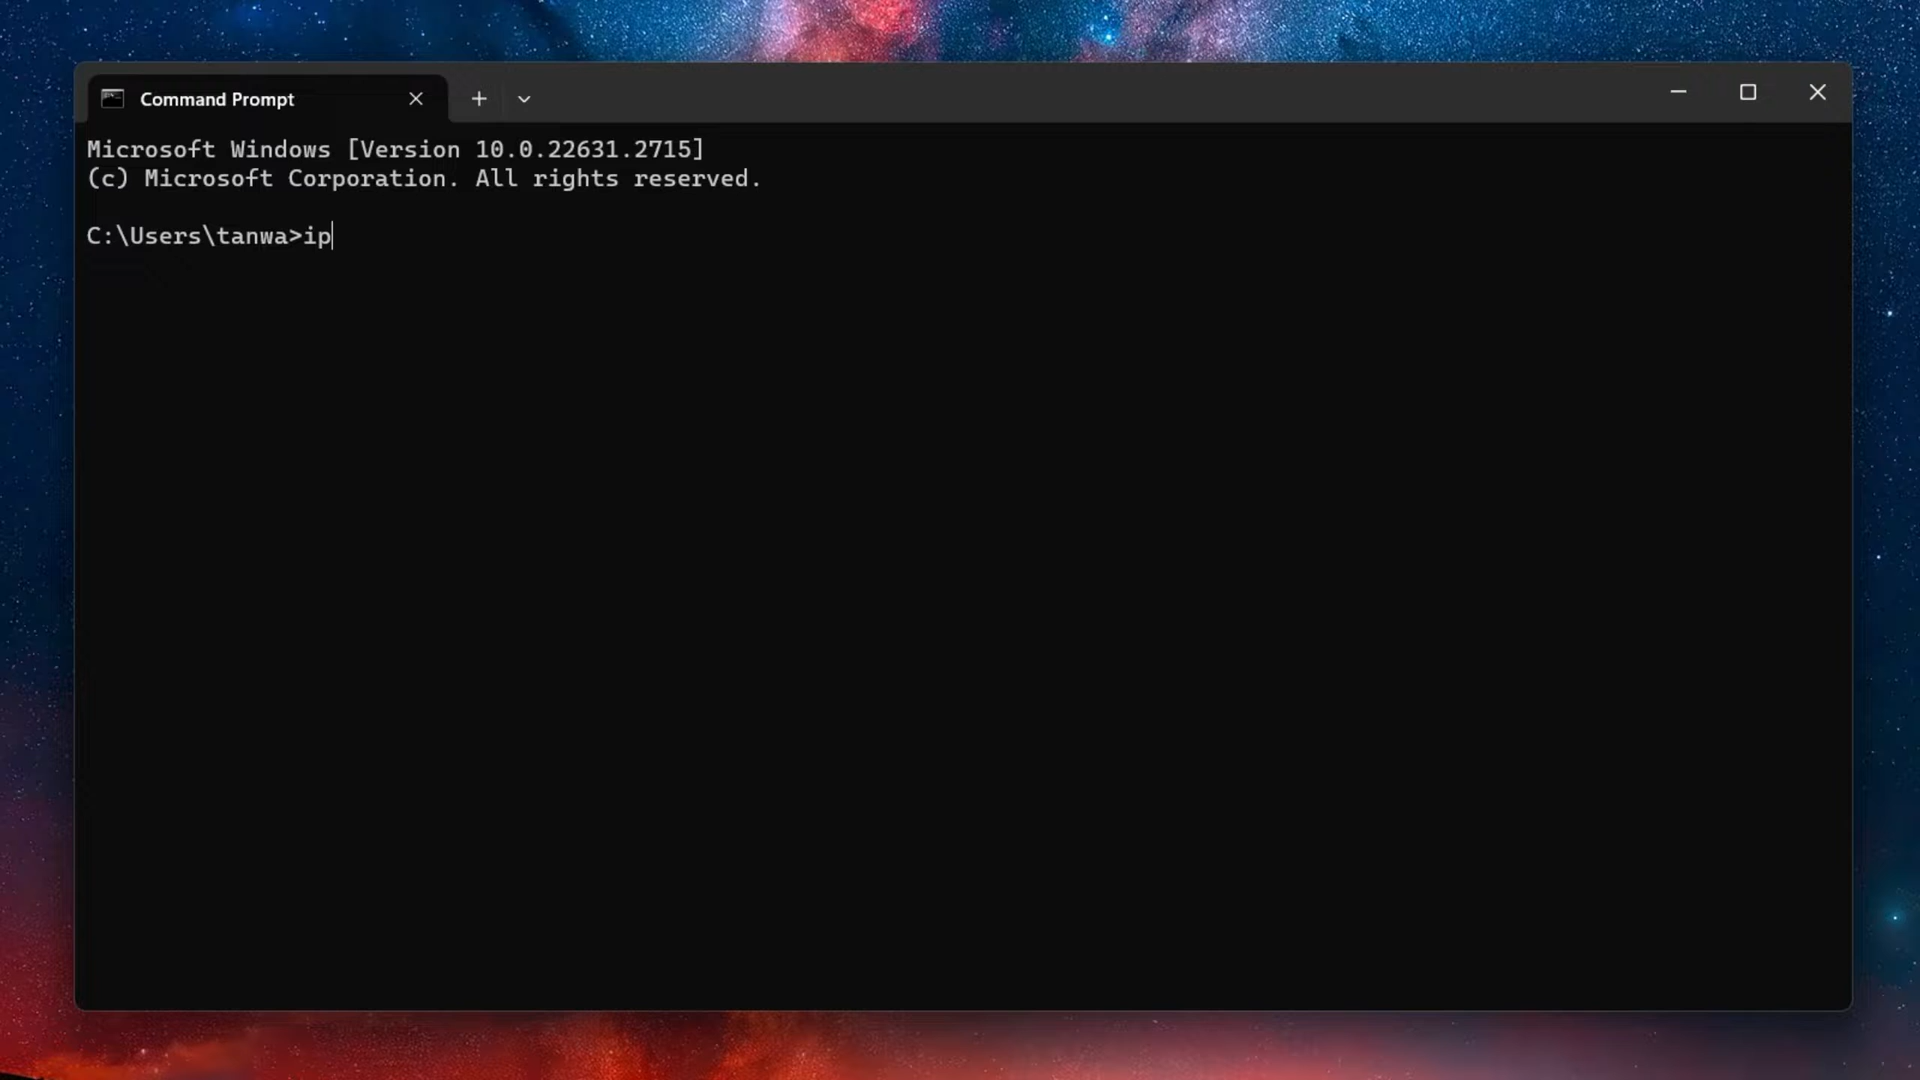 Command Prompt
Microsoft Windows [Version 10.0.22631.2715]
(c) Microsoft Corporation. All rights reserved.
C:\Users\tanwa>ip